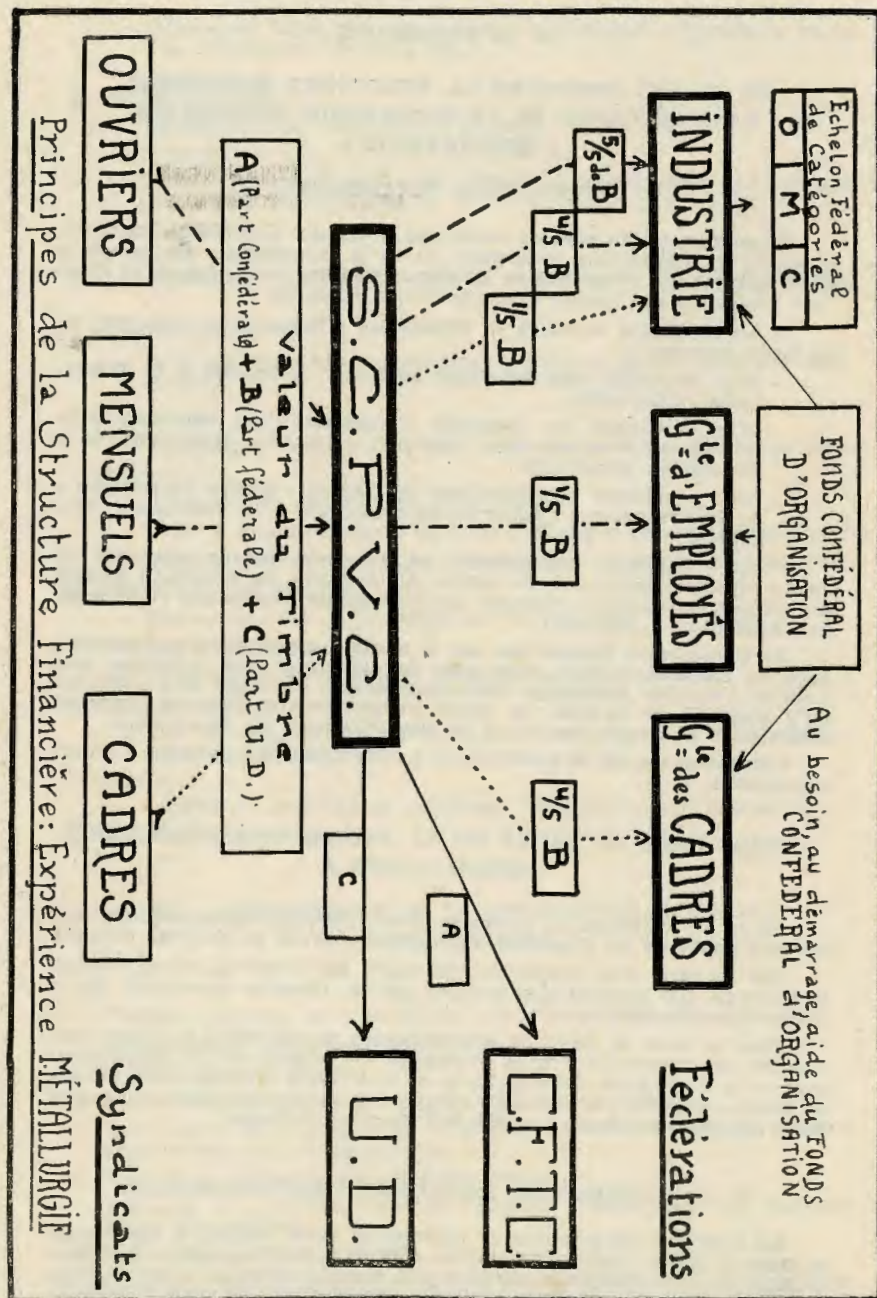 Echelon Fédéral
de Catégories
O M C
FONDS CONFÉDÉRAL
D'ORGANISATION
Au besoin, au démarrage, aide du FONDS
CONFEDERAL d'ORGANISATION
INDUSTRIE
Gle d'EMPLOYÉS
Gle des CADRES
Fédérations
5/5 de B
4/5 B
1/5 B
1/5 B
4/5 B
A
C.F.T.C.
S.C.P.V.C.
C
U.D.
Valeur du Timbre
A (Part Confédérale) + B (Part fédérale) + C (Part U.D.).
OUVRIERS
MENSUELS
CADRES
Syndicats
Principes de la Structure Financière: Expérience MÉTALLURGIE